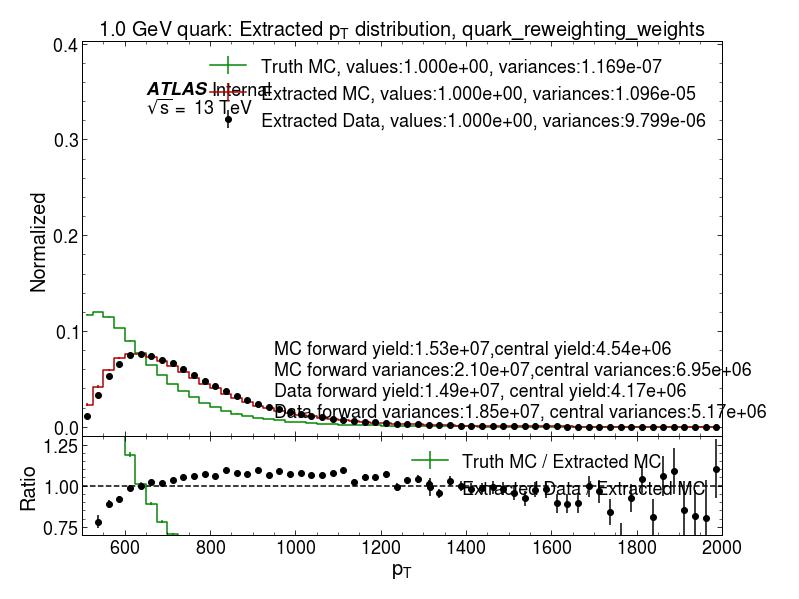 1.0 GeV quark: Extracted pT distribution, quark_reweighting_weights
0.4
Truth MC, values:1.000e+00, variances:1.169e-07
ATLAS Internal
Extracted MC, values:1.000e+00, variances:1.096e-05
√s = 13 TeV
Extracted Data, values:1.000e+00, variances:9.799e-06
0.3
Normalized
0.2
0.1
MC forward yield:1.53e+07,central yield:4.54e+06
MC forward variances:2.10e+07,central variances:6.95e+06
Data forward yield:1.49e+07, central yield:4.17e+06
Data forward variances:1.85e+07, central variances:5.17e+06
0.0
1.25
Truth MC / Extracted MC
Ratio
1.00
Extracted Data / Extracted MC
0.75
600 800 1000 1200 1400 1600 1800 2000
pT